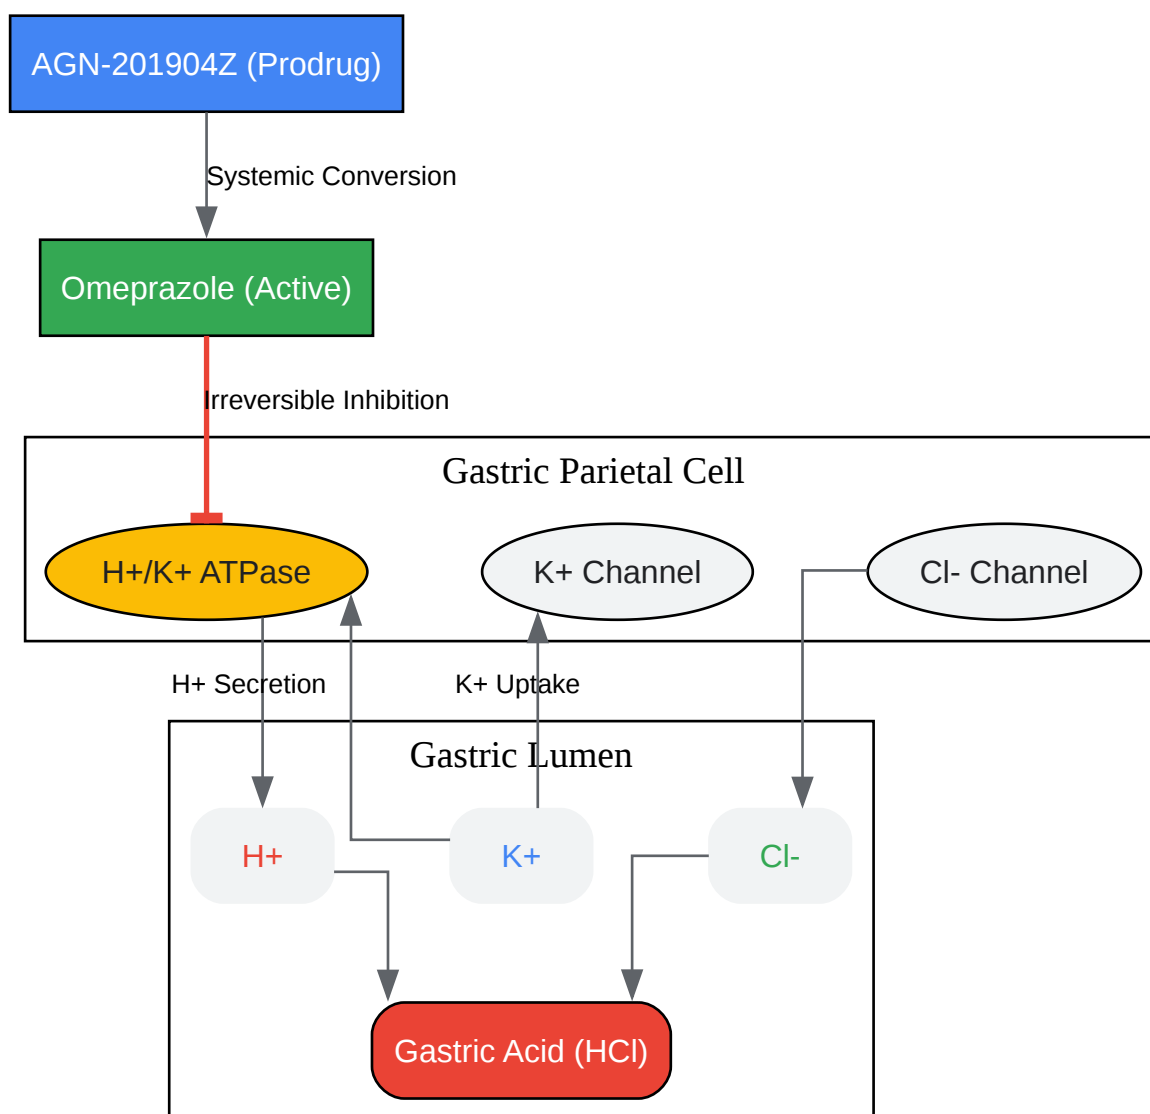 AGN-201904Z (Prodrug)
Systemic Conversion
Omeprazole (Active)
Irreversible Inhibition
Gastric Parietal Cell
H+/K+ ATPase
K+ Channel
Cl- Channel
H+ Secretion
K+ Uptake
Gastric Lumen
H+
K+
Cl-
Gastric Acid (HCl)